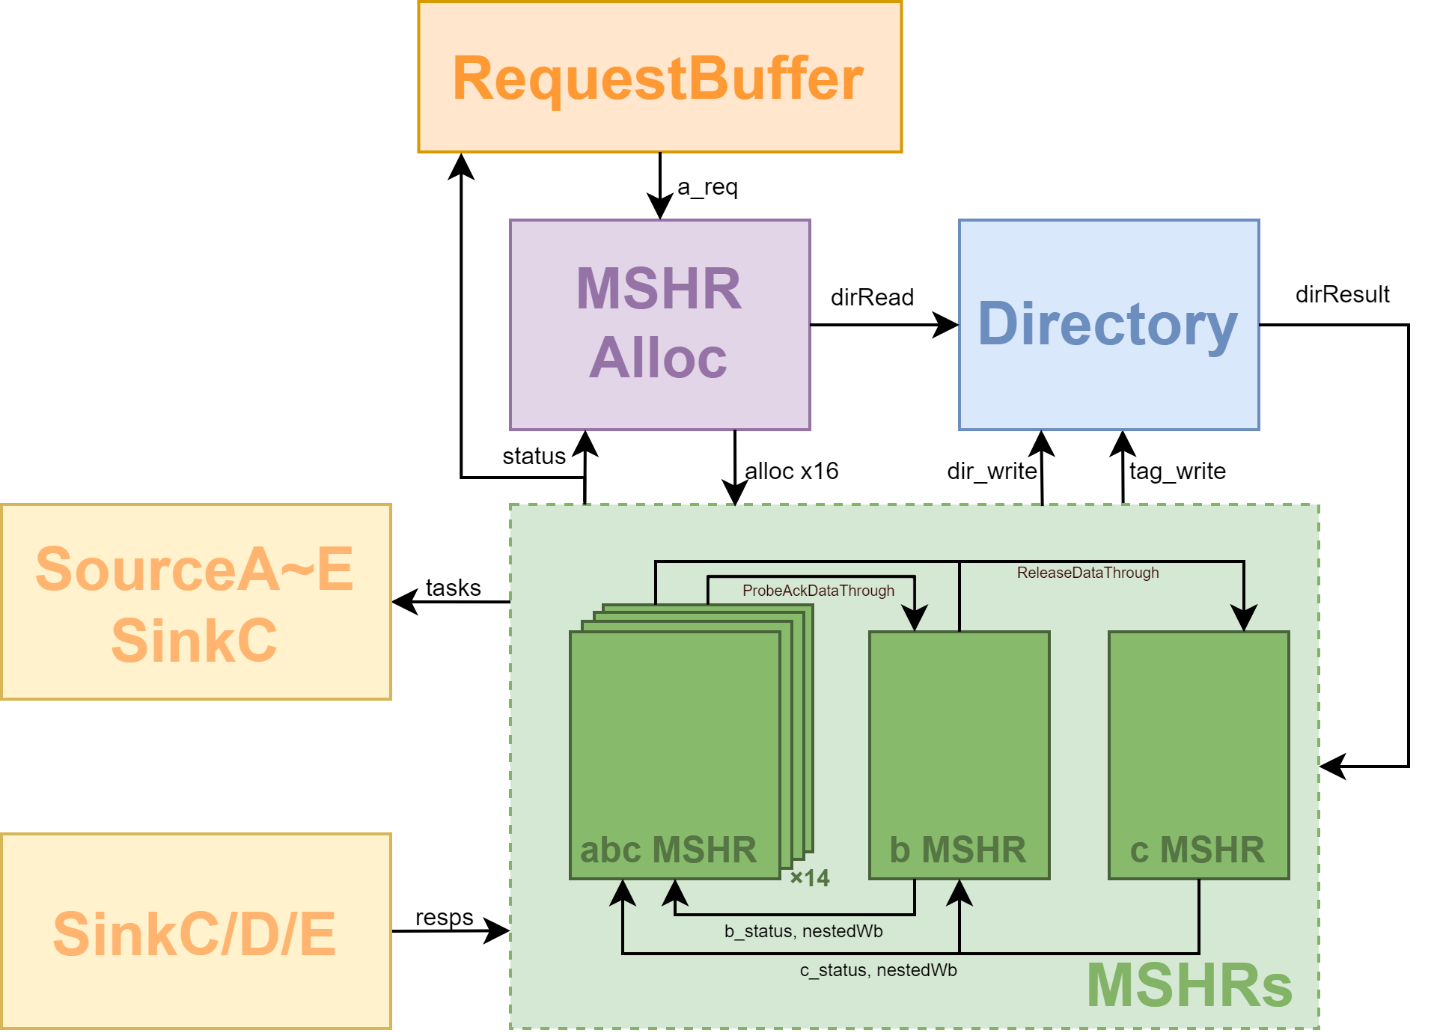 RequestBuffer
a_req
MSHR
Alloc
dirRead
Directory
dirResult
status
alloc x16
dir_write
tag_write
SourceA~E
SinkC
tasks
ProbeAckDataThrough
ReleaseDataThrough
abc MSHR
×14
b MSHR
c MSHR
SinkC/D/E
resps
b_status, nestedWb
c_status, nestedWb
MSHRs